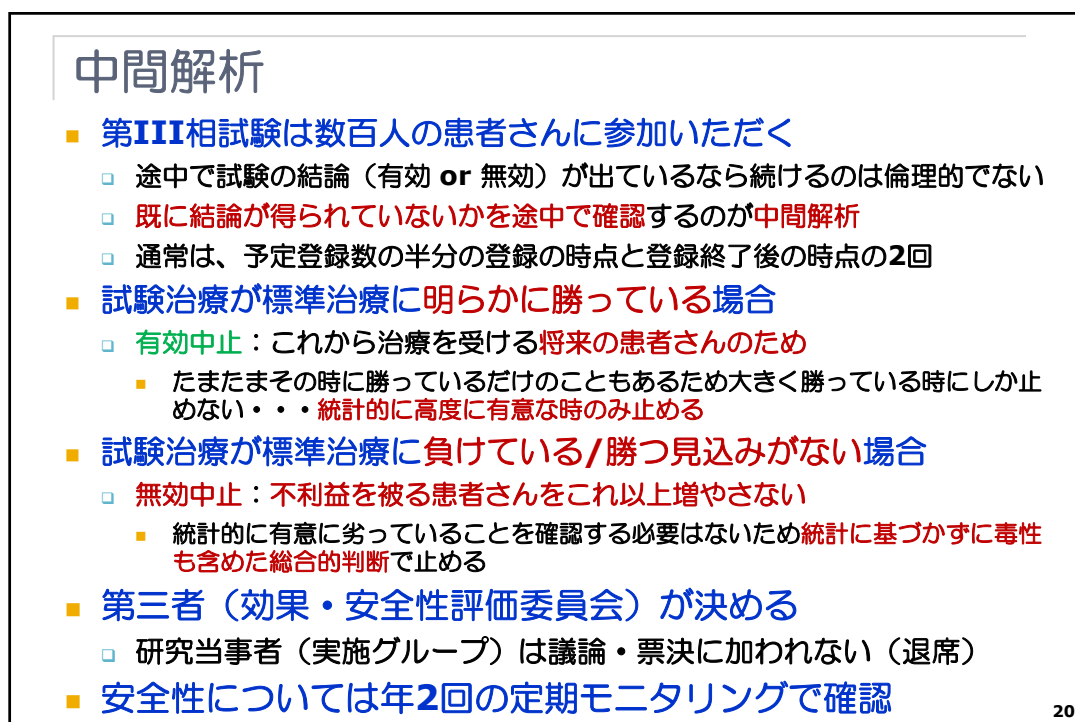 中間解析
第III相試験は数百人の患者さんに参加いただく
途中で試験の結論（有効 or 無効）が出ているなら続けるのは倫理的でない
既に結論が得られていないかを途中で確認するのが中間解析
通常は、予定登録数の半分の登録の時点と登録終了後の時点の2回
試験治療が標準治療に明らかに勝っている場合
有効中止：これから治療を受ける将来の患者さんのため
たまたまその時に勝っているだけのこともあるため大きく勝っている時にしか止
めない・・・統計的に高度に有意な時のみ止める
試験治療が標準治療に負けている/勝つ見込みがない場合
無効中止：不利益を被る患者さんをこれ以上増やさない
統計的に有意に劣っていることを確認する必要はないため統計に基づかずに毒性
も含めた総合的判断で止める
第三者（効果・安全性評価委員会）が決める
研究当事者（実施グループ）は議論・票決に加われない（退席）
安全性については年2回の定期モニタリングで確認
20